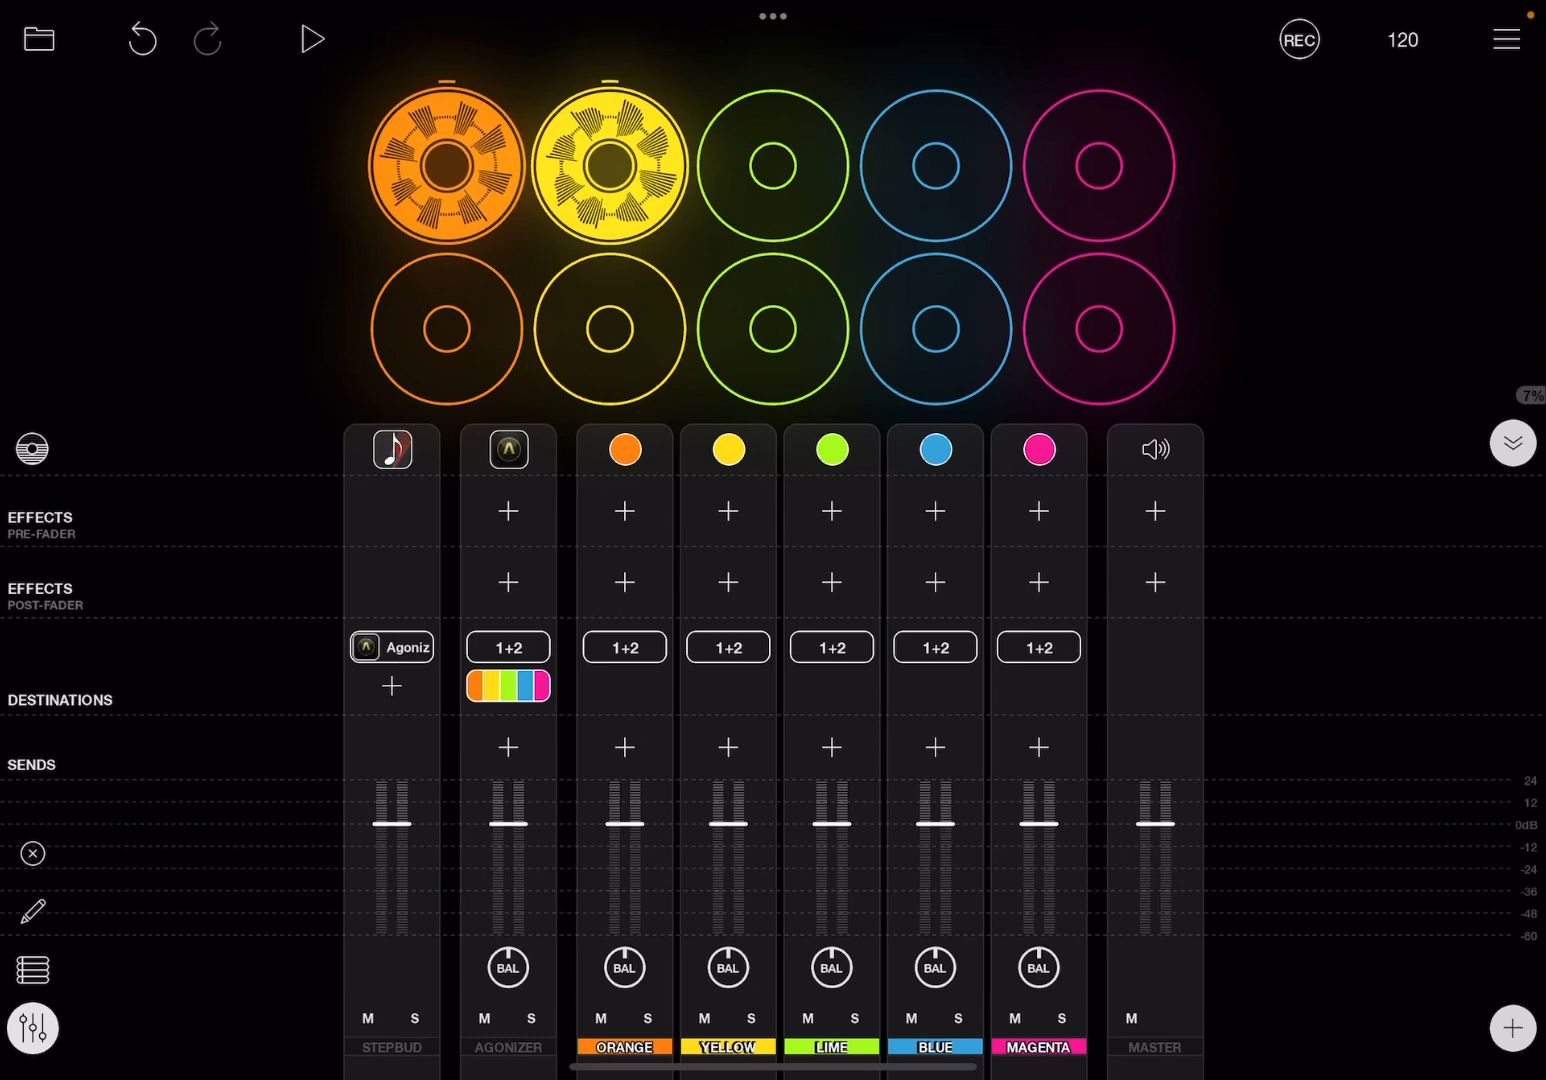 REC 120
7%
EFFECTS
PRE-FADER
EFFECTS
POST-FADER
Agoniz 1+2 1+2 1+2 1+2 1+2 1+2
DESTINATIONS
SENDS
24
12
0dB
-12
-24
-36
-48
-60
BAL BAL BAL BAL BAL BAL
M S M S M S M S M S M S M S M
STEPBUD AGONIZER ORANGE YELLOW LIME BLUE MAGENTA MASTER